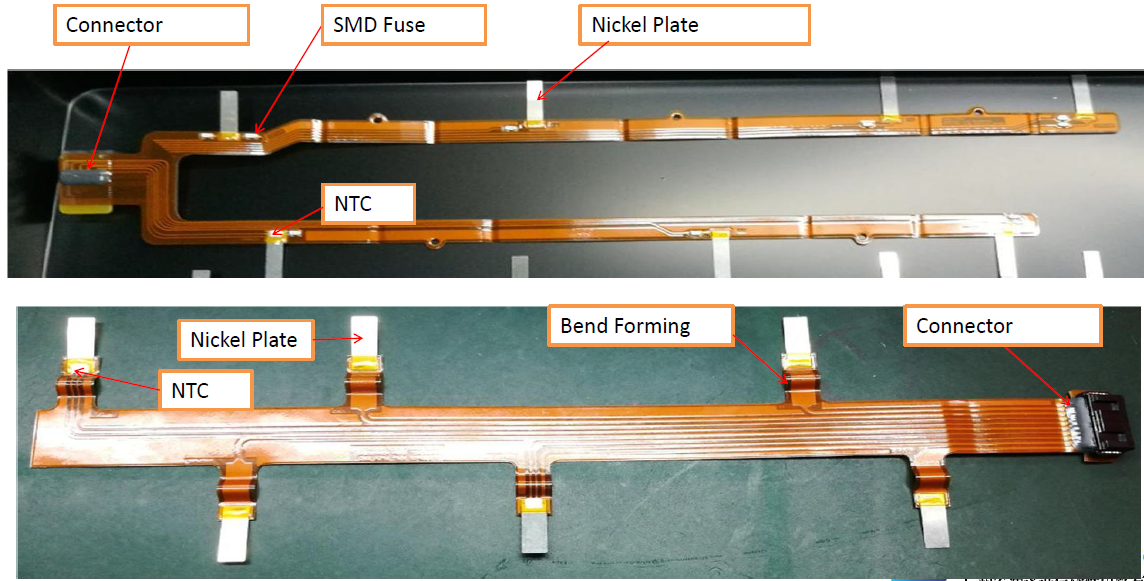 Connector
SMD Fuse
Nickel Plate
NTC
Nickel Plate
NTC
Bend Forming
Connector